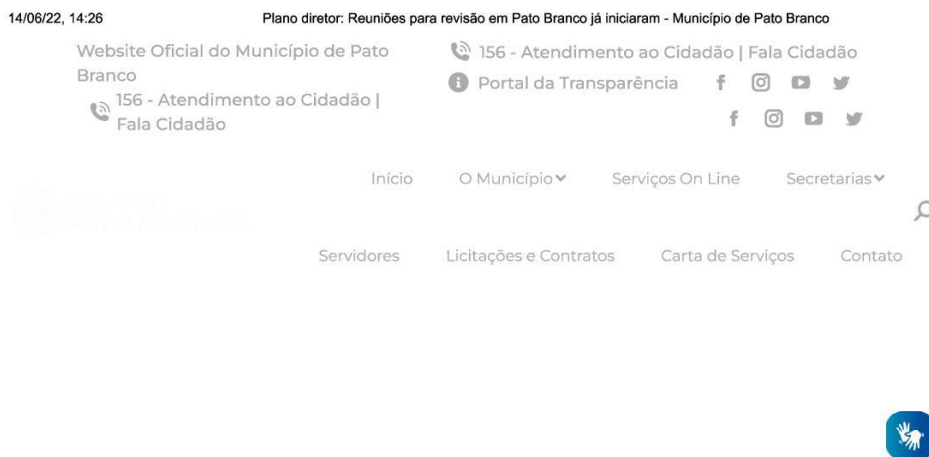 14/06/22, 14:26 Plano diretor: Reuniões para revisão em Pato Branco já iniciaram - Município de Pato Branco
Website Oficial do Município de Pato
Branco
156 - Atendimento ao Cidadão |
Fala Cidadão
156 - Atendimento ao Cidadão | Fala Cidadão
Portal da Transparência
Início O Município Serviços On Line Secretarias
PATO BRANCO
Servidores Licitações e Contratos Carta de Serviços Contato